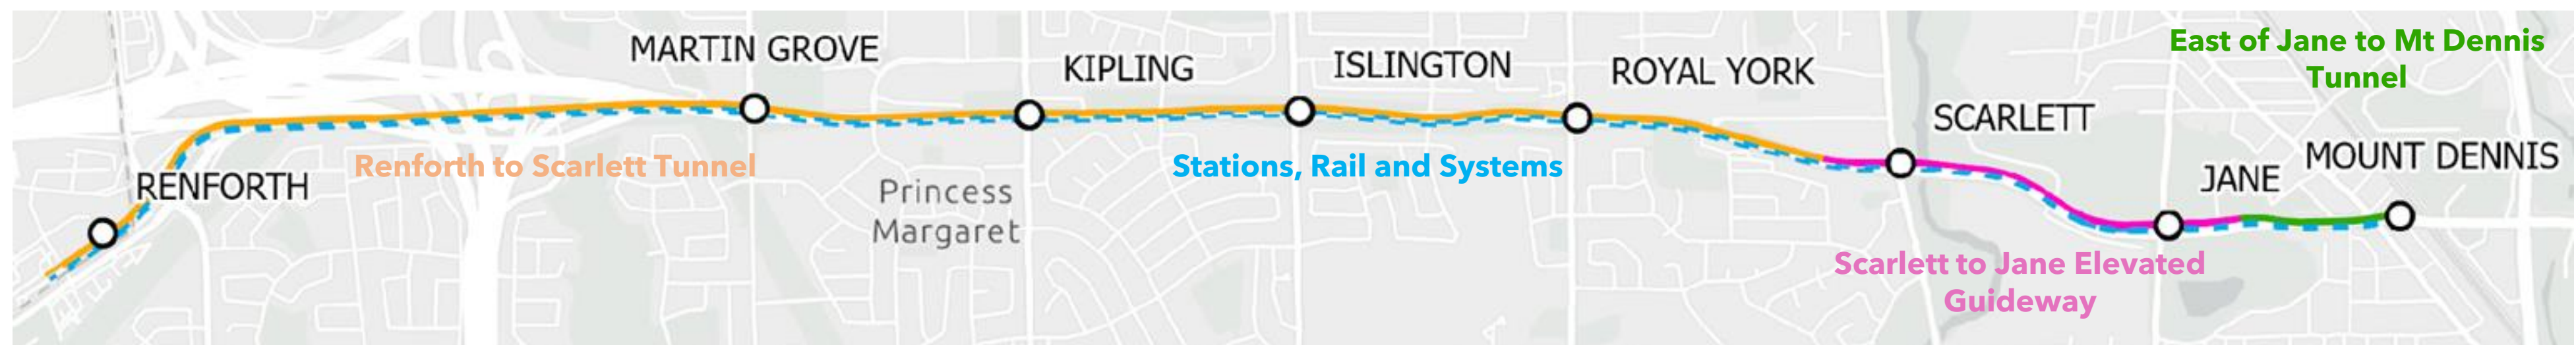 MARTIN GROVE
KIPLING
ISLINGTON
ROYAL YORK
East of Jane to Mt Dennis
Tunnel
SCARLETT
MOUNT DENNIS
JANE
RENFORTH
Renforth to Scarlett Tunnel
Stations, Rail and Systems
Princess
Margaret
Scarlett to Jane Elevated
Guideway